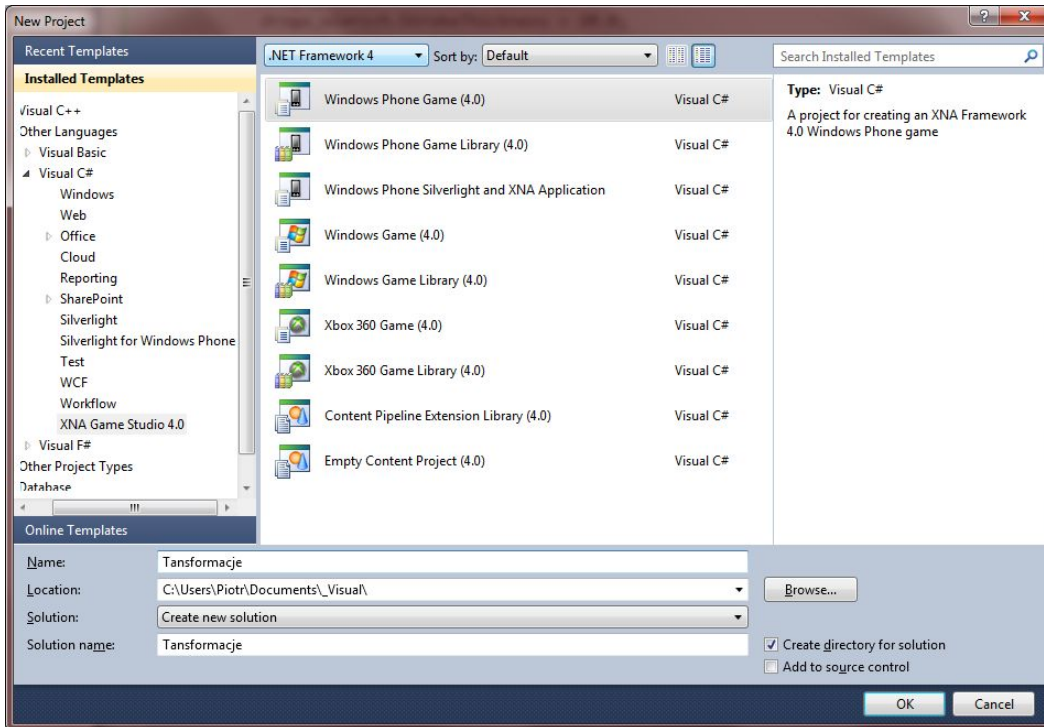 New Project
Recent Templates
Installed Templates
Visual C++
Other Languages
Visual Basic
Visual C#
Windows
Web
Office
Cloud
Reporting
SharePoint
Silverlight
Silverlight for Windows Phone
Test
WCF
Workflow
XNA Game Studio 4.0
Visual F#
Other Project Types
Database
Online Templates
.NET Framework 4 Sort by: Default
Windows Phone Game (4.0) Visual C#
Windows Phone Game Library (4.0) Visual C#
Windows Phone Silverlight and XNA Application Visual C#
Windows Game (4.0) Visual C#
Windows Game Library (4.0) Visual C#
Xbox 360 Game (4.0) Visual C#
Xbox 360 Game Library (4.0) Visual C#
Content Pipeline Extension Library (4.0) Visual C#
Empty Content Project (4.0) Visual C#
Search Installed Templates
Type: Visual C#
A project for creating an XNA Framework
4.0 Windows Phone game
Name: Tansformacje
Location: C:\Users\Piotr\Documents\_Visual\ Browse...
Solution: Create new solution
Solution name: Tansformacje
Create directory for solution
Add to source control
OK Cancel